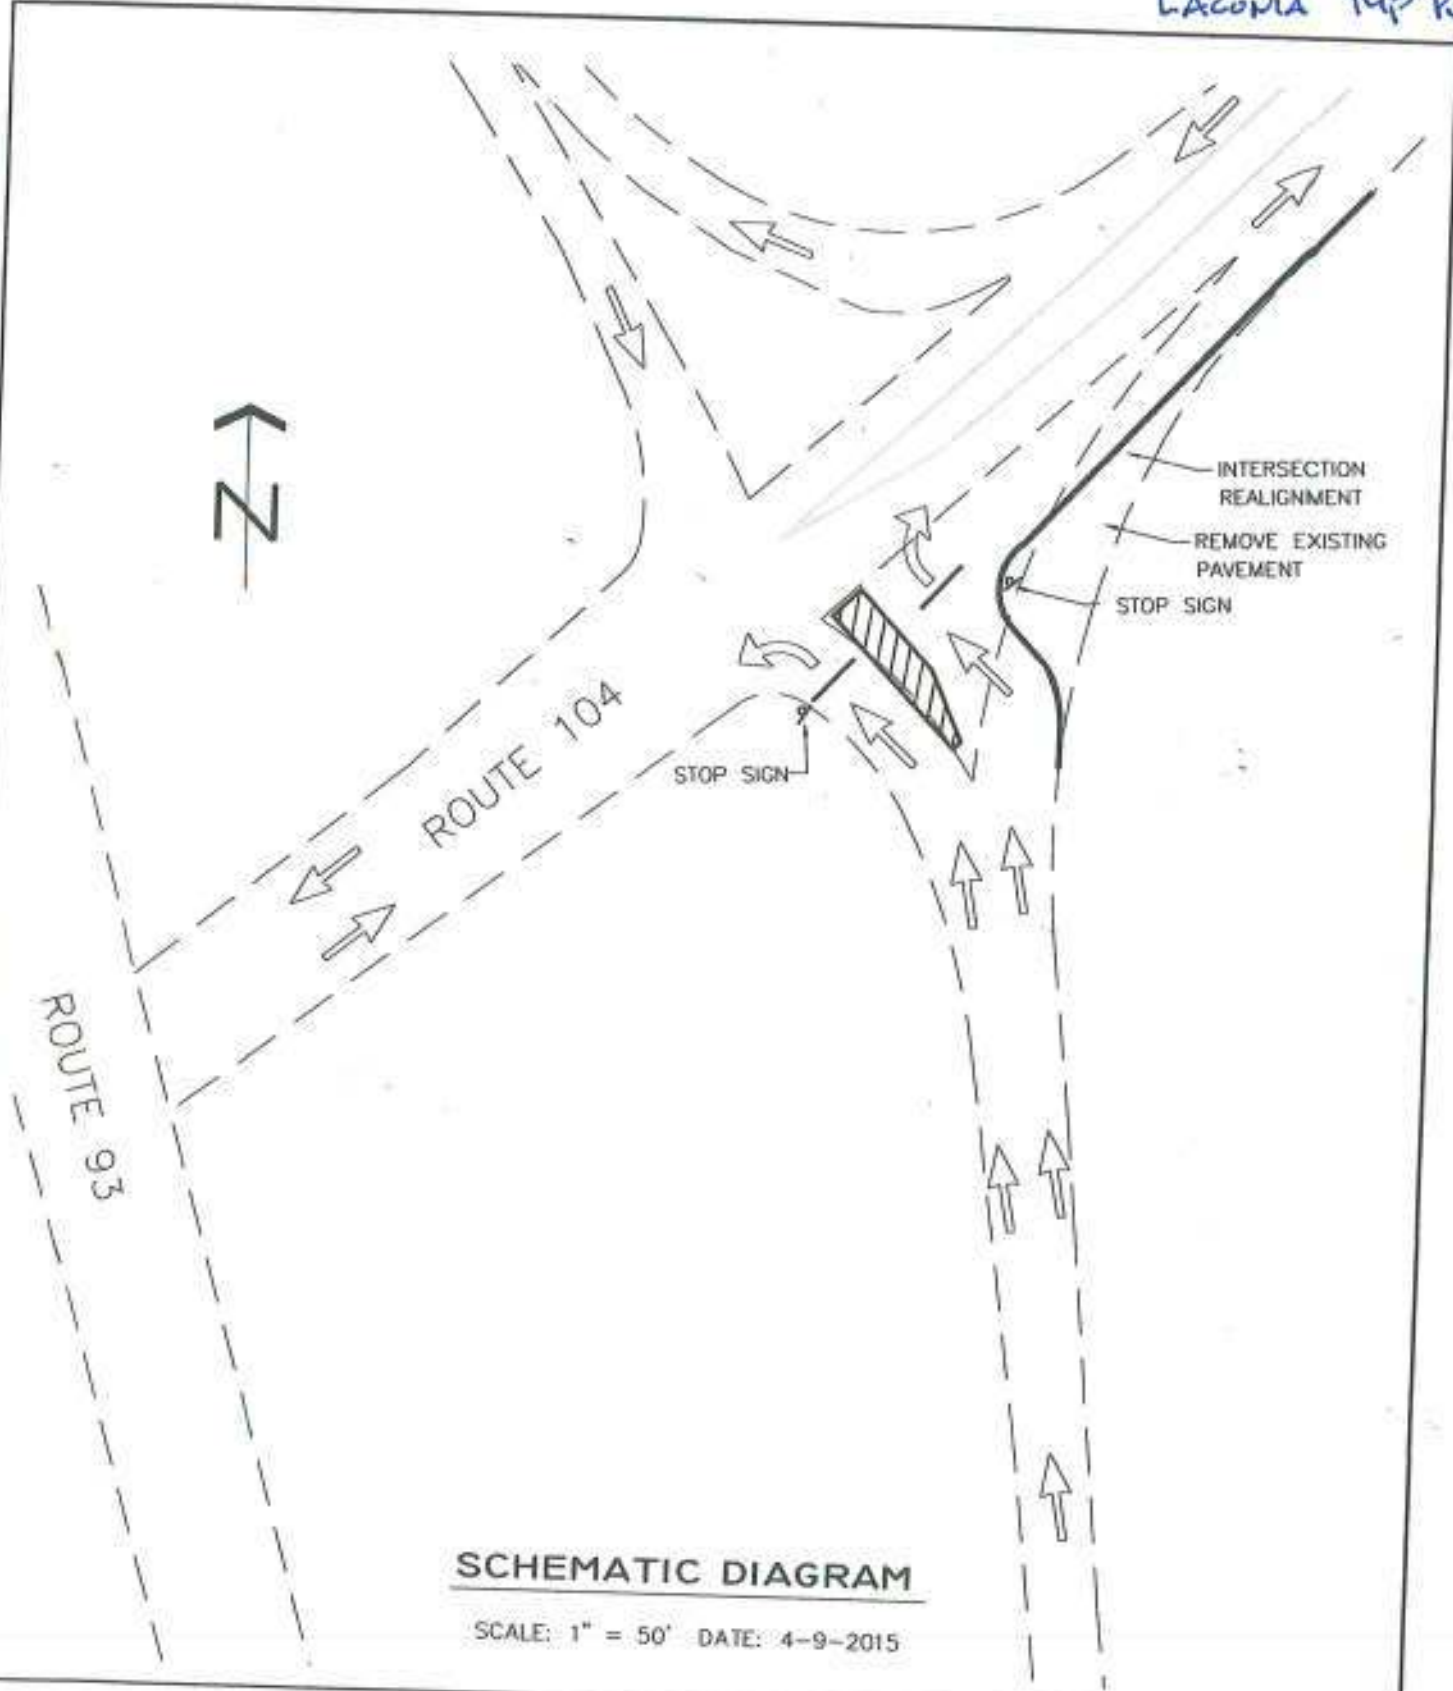 LACONIA
N
INTERSECTION
REALIGNMENT
REMOVE EXISTING
PAVEMENT
STOP SIGN
ROUTE 104
STOP SIGN
ROUTE 93
SCHEMATIC DIAGRAM
SCALE: 1" = 50' DATE: 4-9-2015